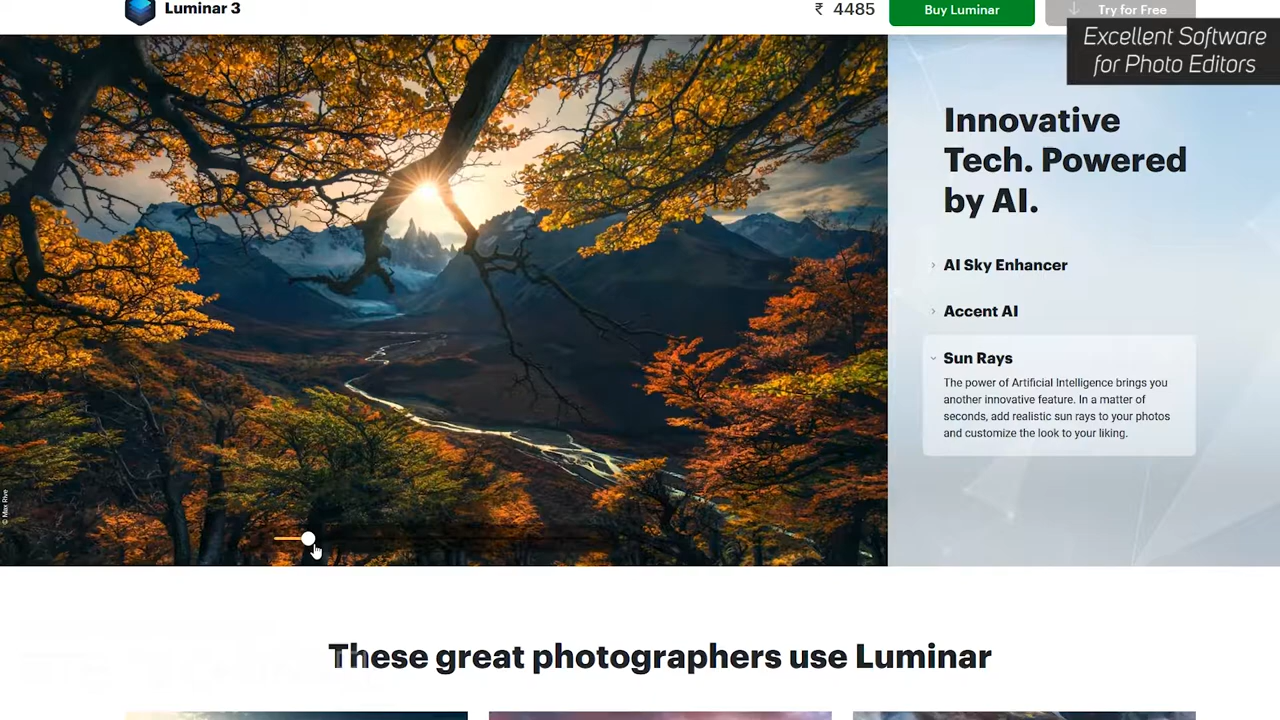 Luminar 3
₹ 4485
Buy Luminar
Try for Free
Excellent Software
for Photo Editors
Innovative
Tech. Powered
by AI.
AI Sky Enhancer
Accent AI
Sun Rays
The power of Artificial Intelligence brings you
another innovative feature. In a matter of
seconds, add realistic sun rays to your photos
and customize the look to your liking.
© Max Rive
These great photographers use Luminar